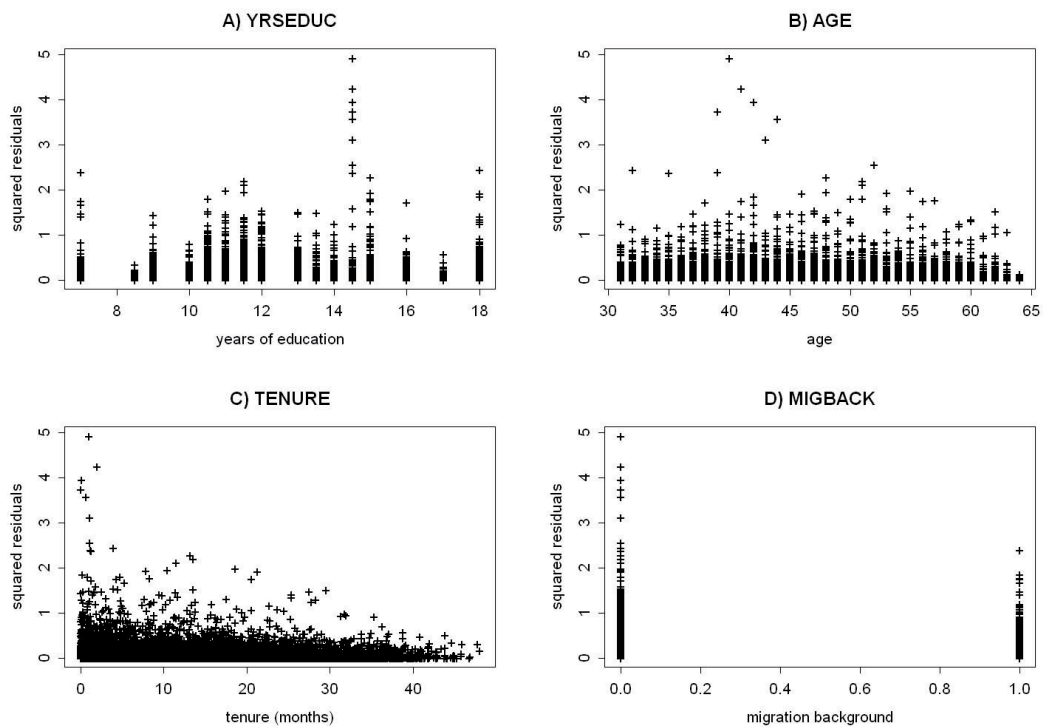 A) YRSEDUC
squared residuals
5
4
3
2
1
0
8 10 12 14 16 18
years of education
B) AGE
squared residuals
5
4
3
2
1
0
30 35 40 45 50 55 60 65
age
C) TENURE
squared residuals
5
4
3
2
1
0
0 10 20 30 40
tenure (months)
D) MIGBACK
squared residuals
5
4
3
2
1
0
0.0 0.2 0.4 0.6 0.8 1.0
migration background